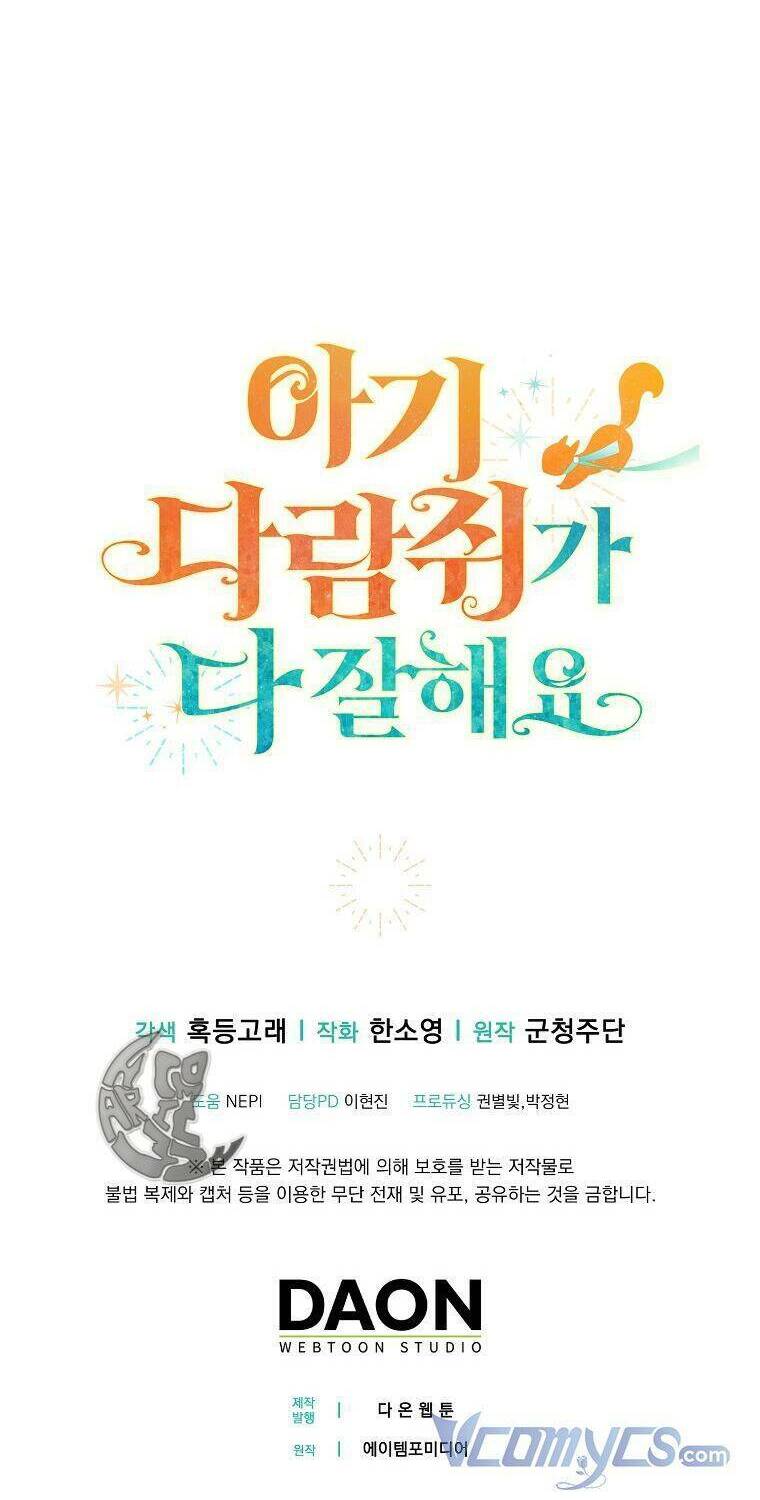 아기
다람쥐가
다 잘해요
각색 혹등고래 | 작화 한소영 | 원작 군청주단
도움 NEPI 담당PD 이현진 프로듀싱 권별빛,박정현
※ 본 작품은 저작권법에 의해 보호를 받는 저작물로
불법 복제와 캡처 등을 이용한 무단 전재 및 유포, 공유하는 것을 금합니다.
DAON
WEBTOON STUDIO
제작
발행 | 다온웹툰
원작 | 에이템포미디어
VCOMYCS.com